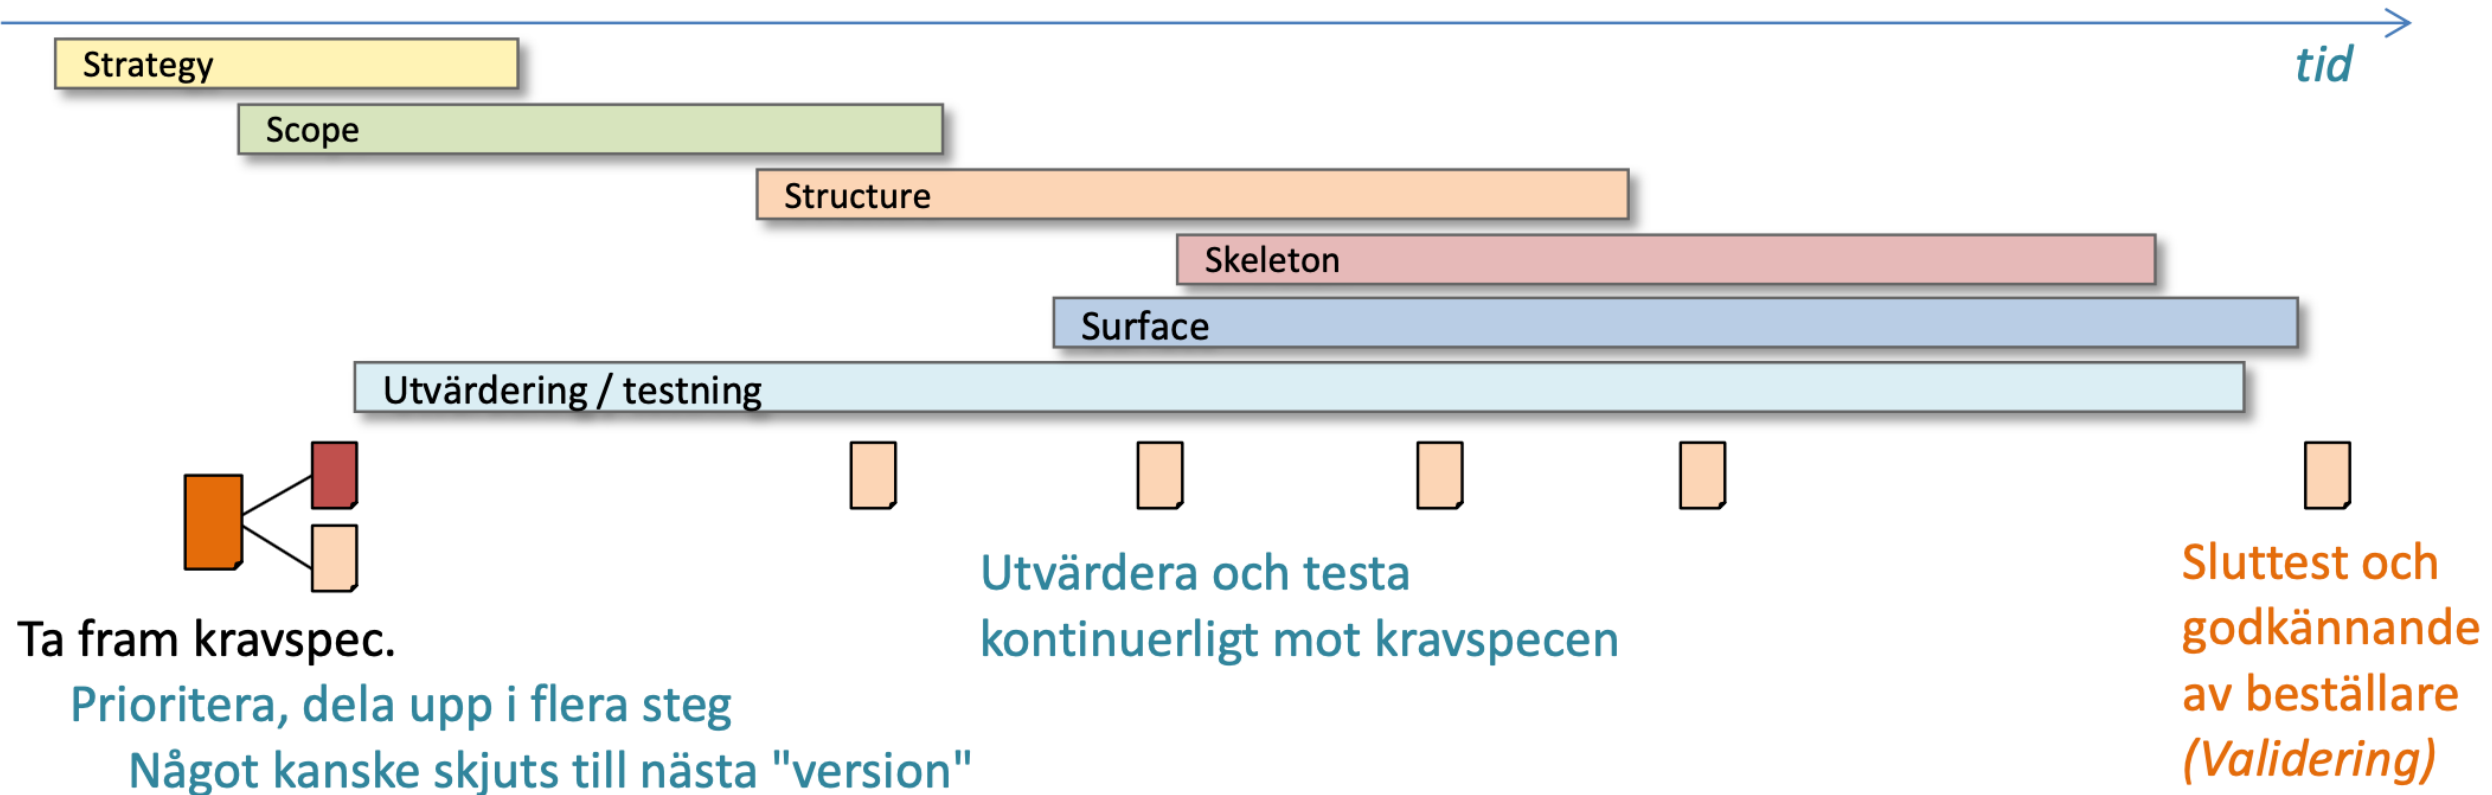 tid
Strategy
Scope
Structure
Skeleton
Surface
Utvärdering / testning
Ta fram kravspec.
Prioritera, dela upp i flera steg
Något kanske skjuts till nästa "version"
Utvärdera och testa
kontinuerligt mot kravspecen
Sluttest och
godkännande
av beställare
(Validering)